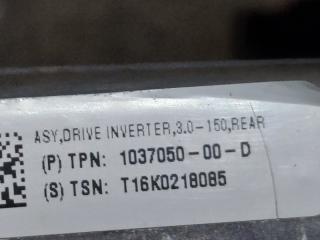 ASY,DRIVE INVERTER,3.0-150,REAR
(P) TPN: 1037050-00-D
(S) TSN: T16K0218085